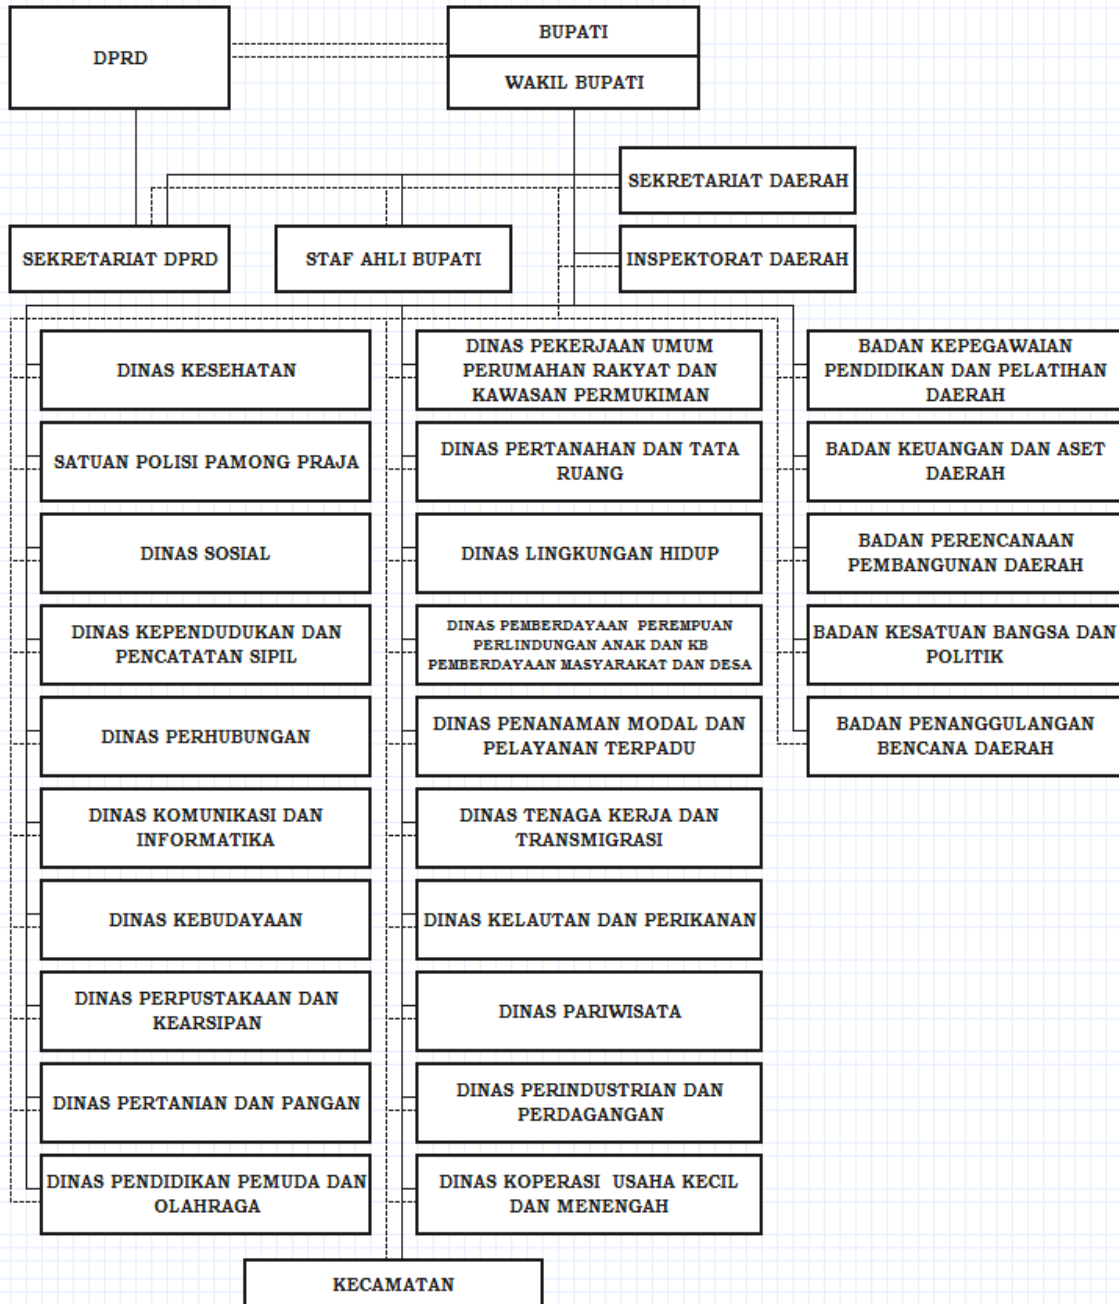 DPRD
BUPATI
WAKIL BUPATI
SEKRETARIAT DAERAH
SEKRETARIAT DPRD
STAF AHLI BUPATI
INSPEKTORAT DAERAH
DINAS KESEHATAN
SATUAN POLISI PAMONG PRAJA
DINAS SOSIAL
DINAS KEPENDUDUKAN DAN
PENCATATAN SIPIL
DINAS PERHUBUNGAN
DINAS KOMUNIKASI DAN
INFORMATIKA
DINAS KEBUDAYAAN
DINAS PERPUSTAKAAN DAN
KEARSIPAN
DINAS PERTANIAN DAN PANGAN
DINAS PENDIDIKAN PEMUDA DAN
OLAHRAGA
DINAS PEKERJAAN UMUM
PERUMAHAN RAKYAT DAN
KAWASAN PERMUKIMAN
DINAS PERTANAHAN DAN TATA
RUANG
DINAS LINGKUNGAN HIDUP
DINAS PEMBERDAYAAN PEREMPUAN
PERLINDUNGAN ANAK DAN KB
PEMBERDAYAAN MASYARAKAT DAN DESA
DINAS PENANAMAN MODAL DAN
PELAYANAN TERPADU
DINAS TENAGA KERJA DAN
TRANSMIGRASI
DINAS KELAUTAN DAN PERIKANAN
DINAS PARIWISATA
DINAS PERINDUSTRIAN DAN
PERDAGANGAN
DINAS KOPERASI USAHA KECIL
DAN MENENGAH
BADAN KEPEGAWAIAN
PENDIDIKAN DAN PELATIHAN
DAERAH
BADAN KEUANGAN DAN ASET
DAERAH
BADAN PERENCANAAN
PEMBANGUNAN DAERAH
BADAN KESATUAN BANGSA DAN
POLITIK
BADAN PENANGGULANGAN
BENCANA DAERAH
KECAMATAN